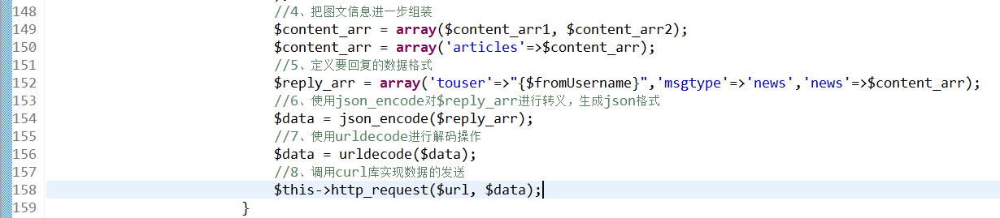 148 //4、把图文信息进一步组装
149 $content_arr = array($content_arr1, $content_arr2);
150 $content_arr = array('articles'=>$content_arr);
151 //5、定义要回复的数据格式
152 $reply_arr = array('touser'=>"{$fromUsername}",'msgtype'=>'news','news'=>$content_arr);
153 //6、使用json_encode对$reply_arr进行转义，生成json格式
154 $data = json_encode($reply_arr);
155 //7、使用urldecode进行解码操作
156 $data = urldecode($data);
157 //8、调用curl库实现数据的发送
158 $this->http_request($url, $data);
159 }